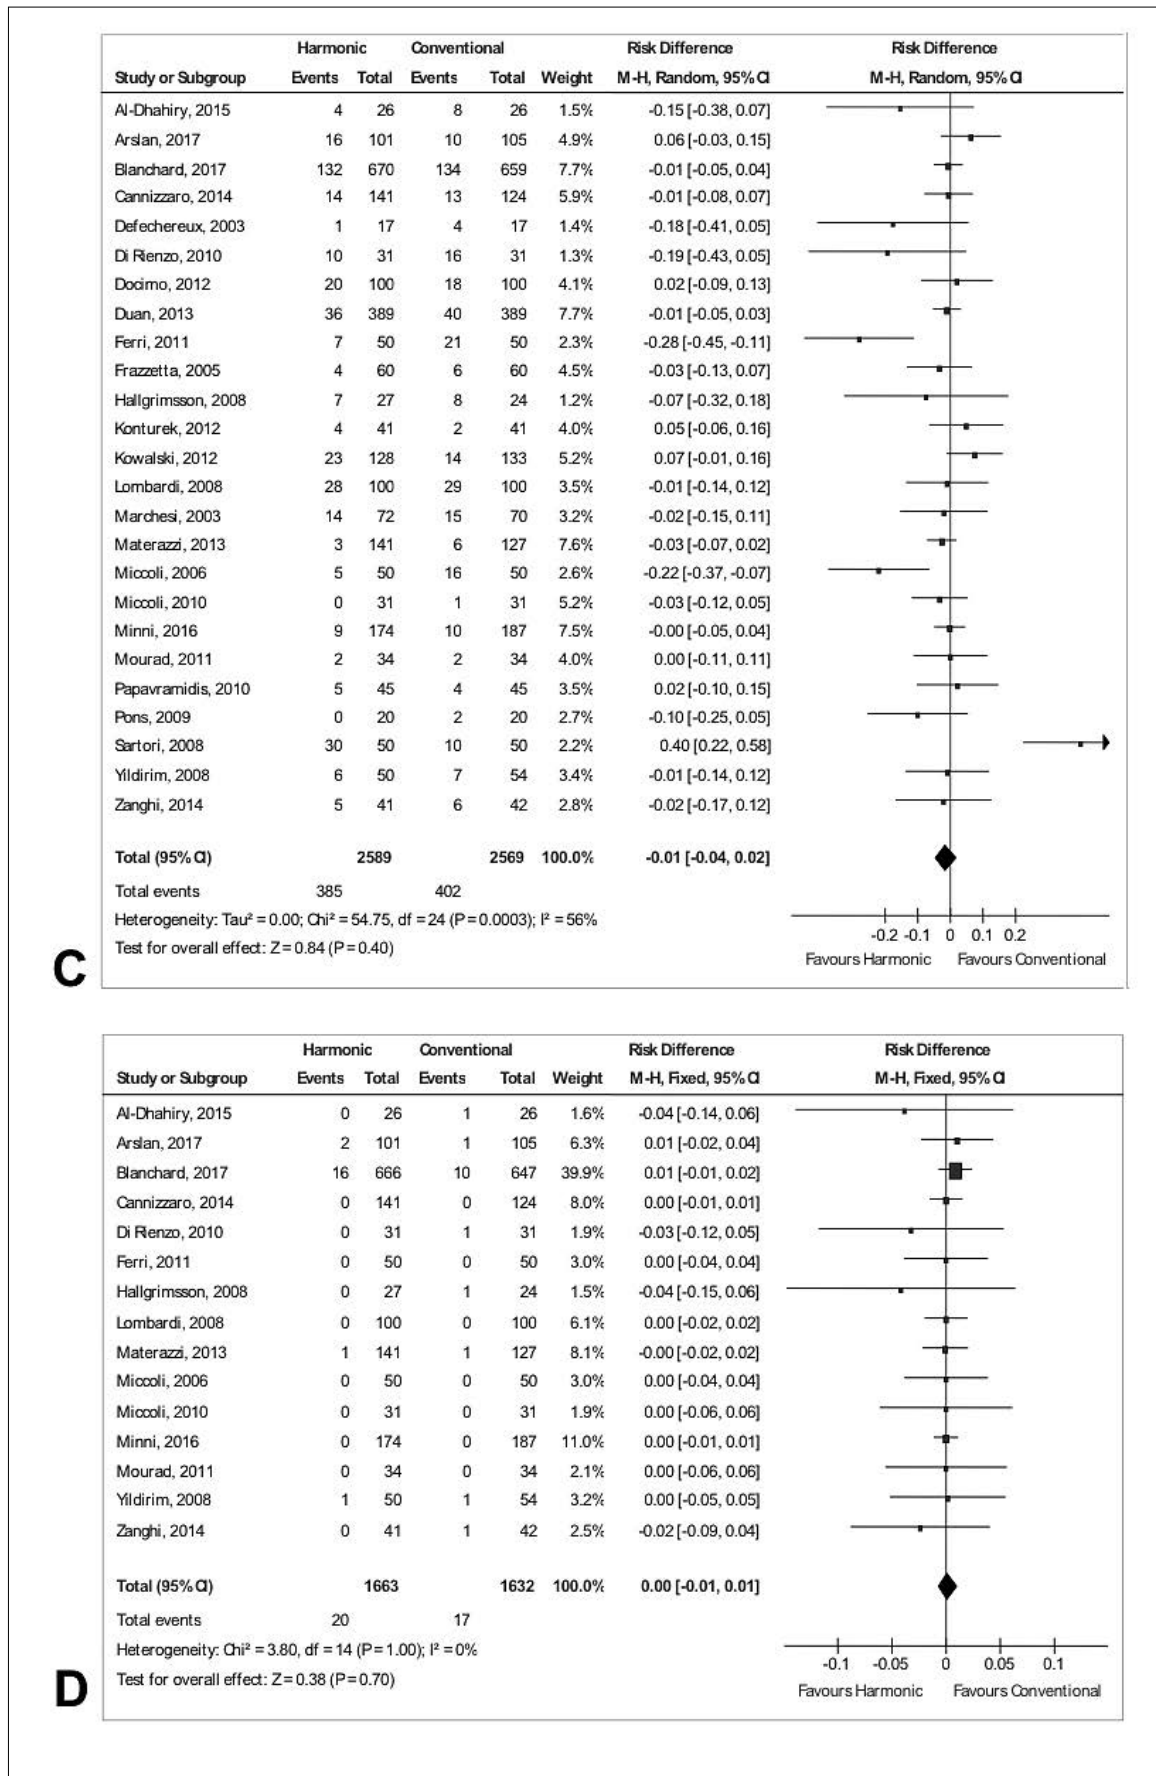 Harmonic Conventional Risk Difference Risk Difference
Study or Subgroup Events Total Events Total Weight M-H, Random, 95% CI M-H, Random, 95% CI
Al-Dhahiry, 2015 4 26 8 26 1.5% -0.15 [-0.38, 0.07]
Arslan, 2017 16 101 10 105 4.9% 0.06 [-0.03, 0.15]
Blanchard, 2017 132 670 134 659 7.7% -0.01 [-0.05, 0.04]
Cannizzaro, 2014 14 141 13 124 5.9% -0.01 [-0.08, 0.07]
Defechereux, 2003 1 17 4 17 1.4% -0.18 [-0.41, 0.05]
Di Rienzo, 2010 10 31 16 31 1.3% -0.19 [-0.43, 0.05]
Docimo, 2012 20 100 18 100 4.1% 0.02 [-0.09, 0.13]
Duan, 2013 36 389 40 389 7.7% -0.01 [-0.05, 0.03]
Ferri, 2011 7 50 21 50 2.3% -0.28 [-0.45, -0.11]
Frazzetta, 2005 4 60 6 60 4.5% -0.03 [-0.13, 0.07]
Hallgrimsson, 2008 7 27 8 24 1.2% -0.07 [-0.32, 0.18]
Konturek, 2012 4 41 2 41 4.0% 0.05 [-0.06, 0.16]
Kowalski, 2012 23 128 14 133 5.2% 0.07 [-0.01, 0.16]
Lombardi, 2008 28 100 29 100 3.5% -0.01 [-0.14, 0.12]
Marchesi, 2003 14 72 15 70 3.2% -0.02 [-0.15, 0.11]
Materazzi, 2013 3 141 6 127 7.6% -0.03 [-0.07, 0.02]
Miccoli, 2006 5 50 16 50 2.6% -0.22 [-0.37, -0.07]
Miccoli, 2010 0 31 1 31 5.2% -0.03 [-0.12, 0.05]
Minni, 2016 9 174 10 187 7.5% -0.00 [-0.05, 0.04]
Mourad, 2011 2 34 2 34 4.0% 0.00 [-0.11, 0.11]
Papavramidis, 2010 5 45 4 45 3.5% 0.02 [-0.10, 0.15]
Pons, 2009 0 20 2 20 2.7% -0.10 [-0.25, 0.05]
Sartori, 2008 30 50 10 50 2.2% 0.40 [0.22, 0.58]
Yildirim, 2008 6 50 7 54 3.4% -0.01 [-0.14, 0.12]
Zanghi, 2014 5 41 6 42 2.8% -0.02 [-0.17, 0.12]
Total (95% CI) 2589 2569 100.0% -0.01 [-0.04, 0.02]
Total events 385 402
Heterogeneity: Tau² = 0.00; Chi² = 54.75, df = 24 (P = 0.0003); I² = 56%
Test for overall effect: Z = 0.84 (P = 0.40)
-0.2 -0.1 0 0.1 0.2
Favours Harmonic Favours Conventional
C
Harmonic Conventional Risk Difference Risk Difference
Study or Subgroup Events Total Events Total Weight M-H, Fixed, 95% CI M-H, Fixed, 95% CI
Al-Dhahiry, 2015 0 26 1 26 1.6% -0.04 [-0.14, 0.06]
Arslan, 2017 2 101 1 105 6.3% 0.01 [-0.02, 0.04]
Blanchard, 2017 16 666 10 647 39.9% 0.01 [-0.01, 0.02]
Cannizzaro, 2014 0 141 0 124 8.0% 0.00 [-0.01, 0.01]
Di Rienzo, 2010 0 31 1 31 1.9% -0.03 [-0.12, 0.05]
Ferri, 2011 0 50 0 50 3.0% 0.00 [-0.04, 0.04]
Hallgrimsson, 2008 0 27 1 24 1.5% -0.04 [-0.15, 0.06]
Lombardi, 2008 0 100 0 100 6.1% 0.00 [-0.02, 0.02]
Materazzi, 2013 1 141 1 127 8.1% -0.00 [-0.02, 0.02]
Miccoli, 2006 0 50 0 50 3.0% 0.00 [-0.04, 0.04]
Miccoli, 2010 0 31 0 31 1.9% 0.00 [-0.06, 0.06]
Minni, 2016 0 174 0 187 11.0% 0.00 [-0.01, 0.01]
Mourad, 2011 0 34 0 34 2.1% 0.00 [-0.06, 0.06]
Yildirim, 2008 1 50 1 54 3.2% 0.00 [-0.05, 0.05]
Zanghi, 2014 0 41 1 42 2.5% -0.02 [-0.09, 0.04]
Total (95% CI) 1663 1632 100.0% 0.00 [-0.01, 0.01]
Total events 20 17
Heterogeneity: Chi² = 3.80, df = 14 (P = 1.00); I² = 0%
Test for overall effect: Z = 0.38 (P = 0.70)
-0.1 -0.05 0 0.05 0.1
Favours Harmonic Favours Conventional
D